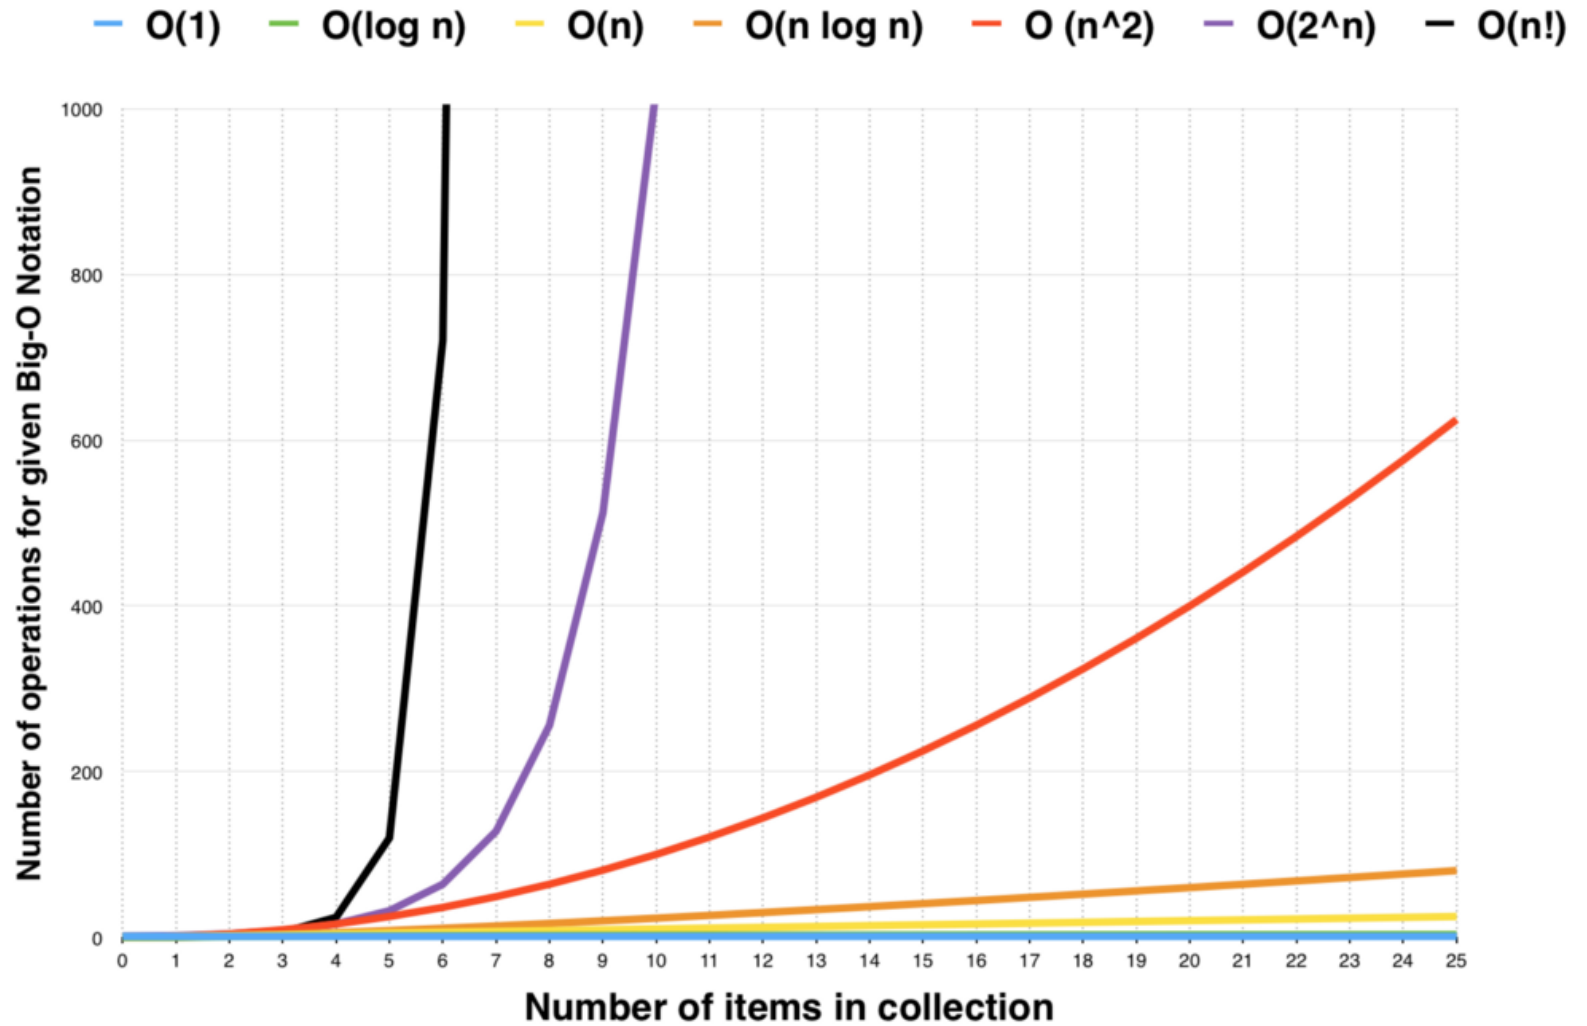 O(1) O(log n) O(n) O(n log n) O (n^2) O(2^n) O(n!)
Number of operations for given Big-O Notation
1000
800
600
400
200
0
0 1 2 3 4 5 6 7 8 9 10 11 12 13 14 15 16 17 18 19 20 21 22 23 24 25
Number of items in collection